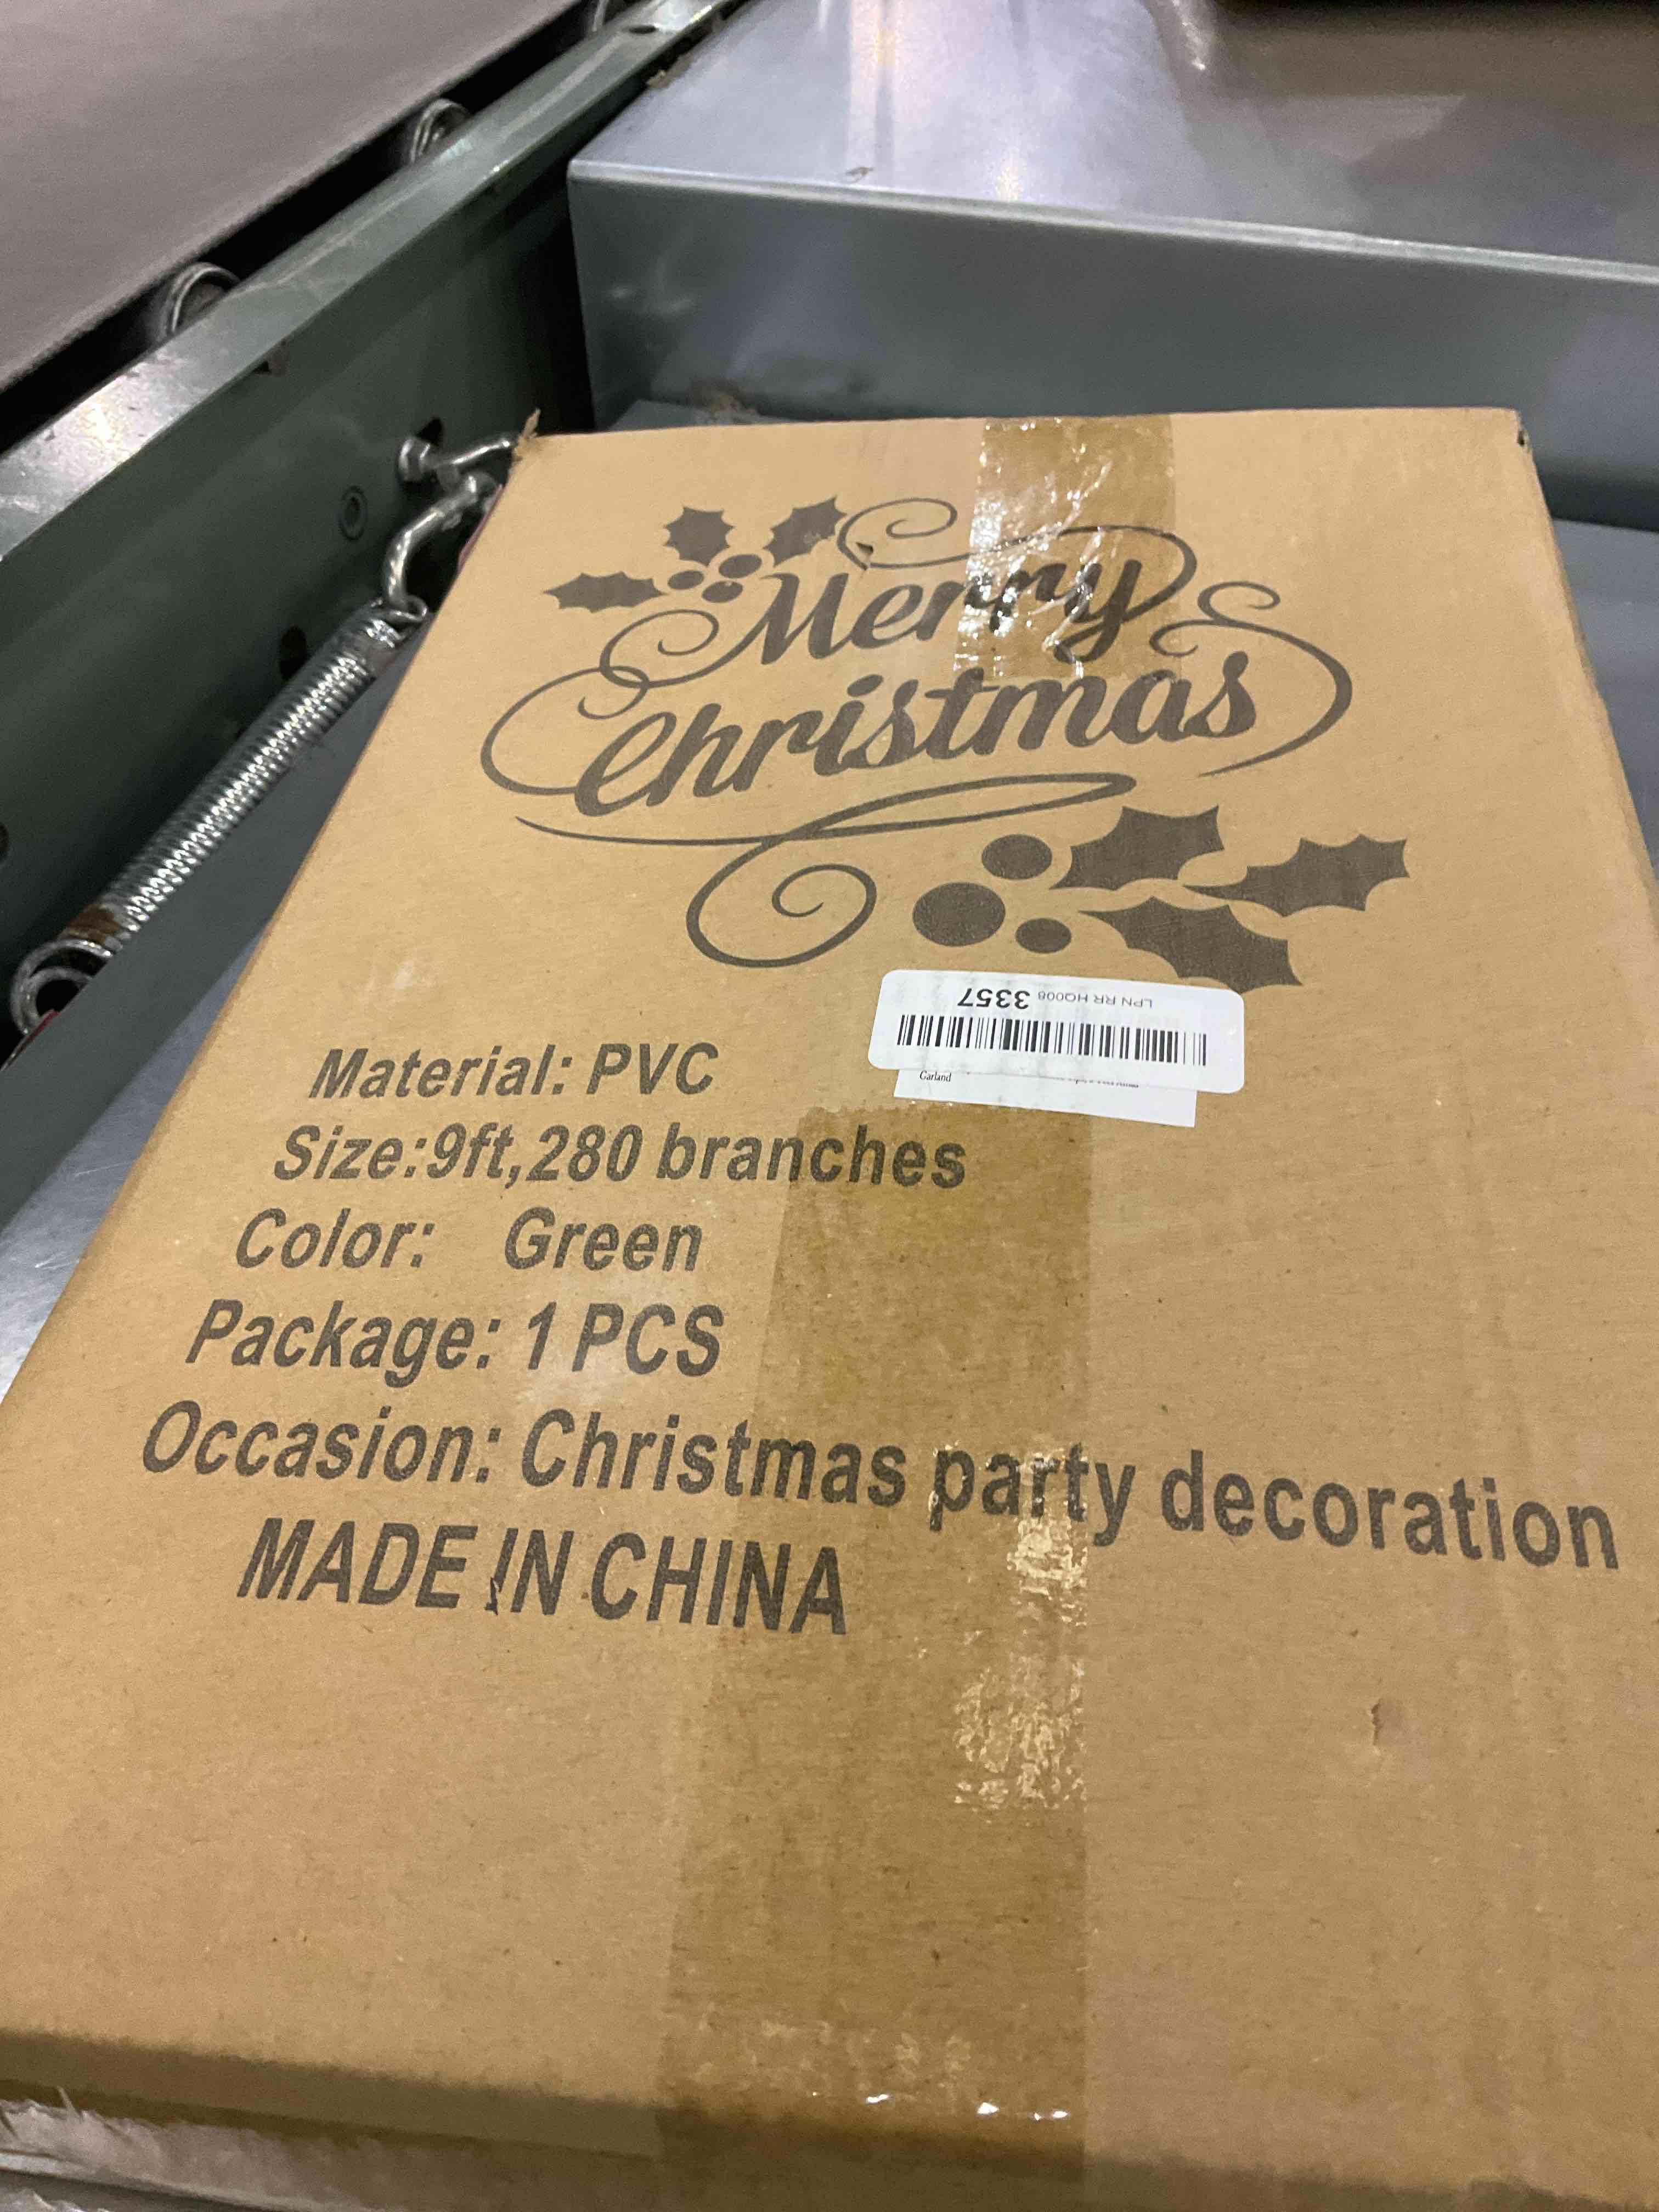 Merry
Christmas
LPN RR HQ008 3357
Garland
Material: PVC
Size:9ft,280 branches
Color: Green
Package: 1 PCS
Occasion: Christmas party decoration
MADE IN CHINA